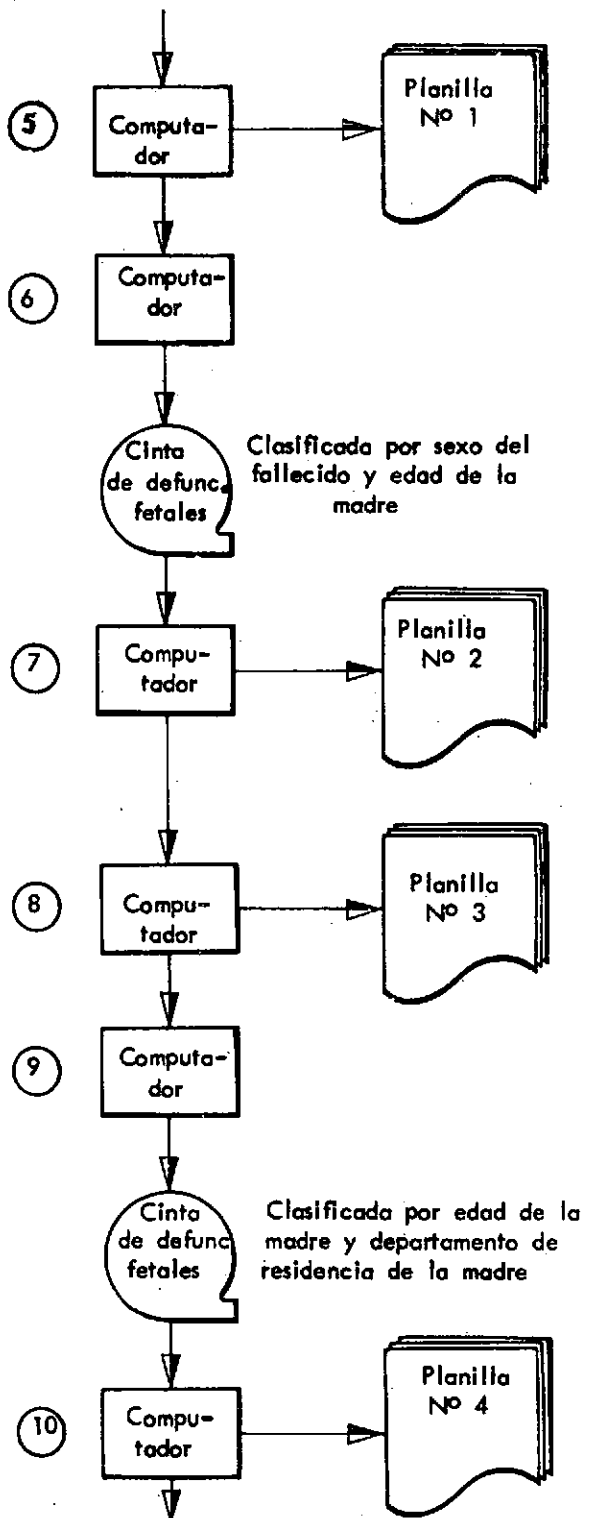 5
Computa-
dor
Planilla
Nº 1
6
Computa-
dor
Cinta
de defunc.
fetales
Clasificada por sexo del
fallecido y edad de la
madre
7
Compu-
tador
Planilla
Nº 2
8
Compu-
tador
Planilla
Nº 3
9
Computa-
dor
Cinta
de defunc
fetales
Clasificada por edad de la
madre y departamento de
residencia de la madre
10
Compu-
tador
Planilla
Nº 4